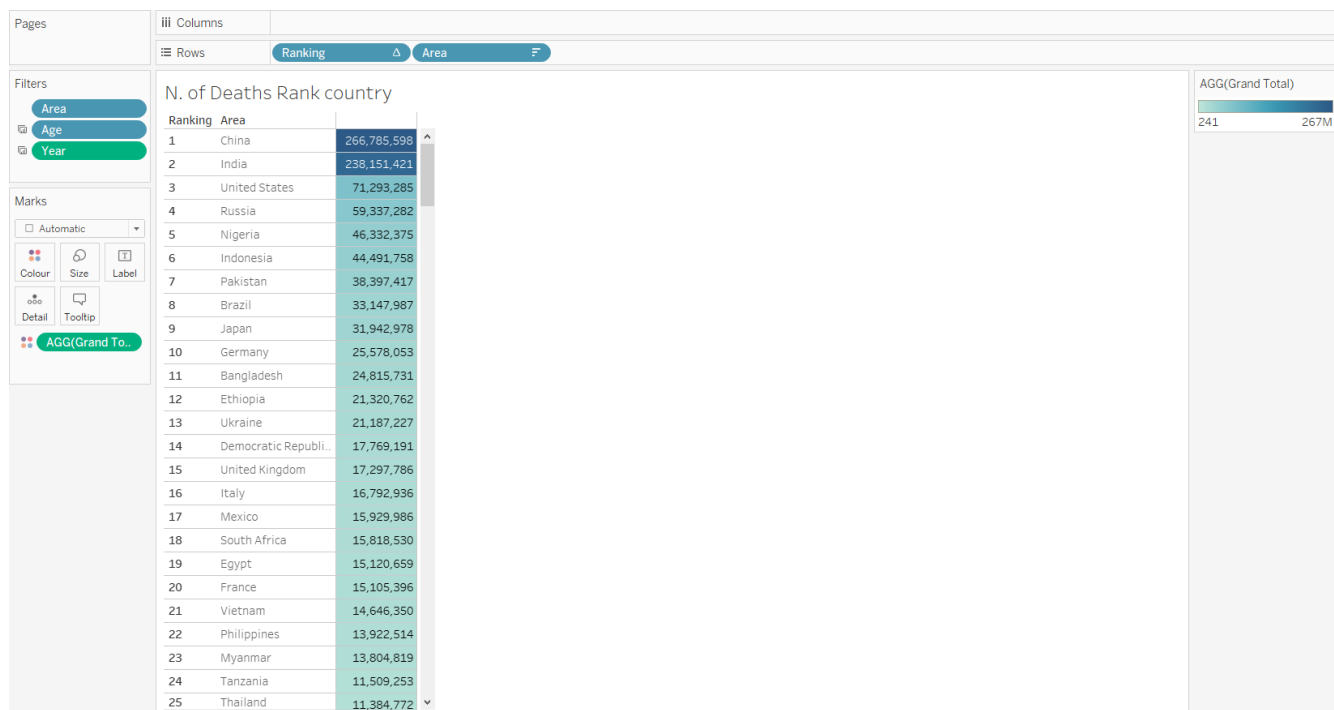 Pages
iii Columns
Rows Ranking Area
Filters
Area
Age
Year
Marks
Automatic
Colour Size Label
Detail Tooltip
AGG(Grand To..
N. of Deaths Rank country
Ranking Area
1 China 266,785,598
2 India 238,151,421
3 United States 71,293,285
4 Russia 59,337,282
5 Nigeria 46,332,375
6 Indonesia 44,491,758
7 Pakistan 38,397,417
8 Brazil 33,147,987
9 Japan 31,942,978
10 Germany 25,578,053
11 Bangladesh 24,815,731
12 Ethiopia 21,320,762
13 Ukraine 21,187,227
14 Democratic Republi.. 17,769,191
15 United Kingdom 17,297,786
16 Italy 16,792,936
17 Mexico 15,929,986
18 South Africa 15,818,530
19 Egypt 15,120,659
20 France 15,105,396
21 Vietnam 14,646,350
22 Philippines 13,922,514
23 Myanmar 13,804,819
24 Tanzania 11,509,253
25 Thailand 11,384,772
AGG(Grand Total)
241 267M